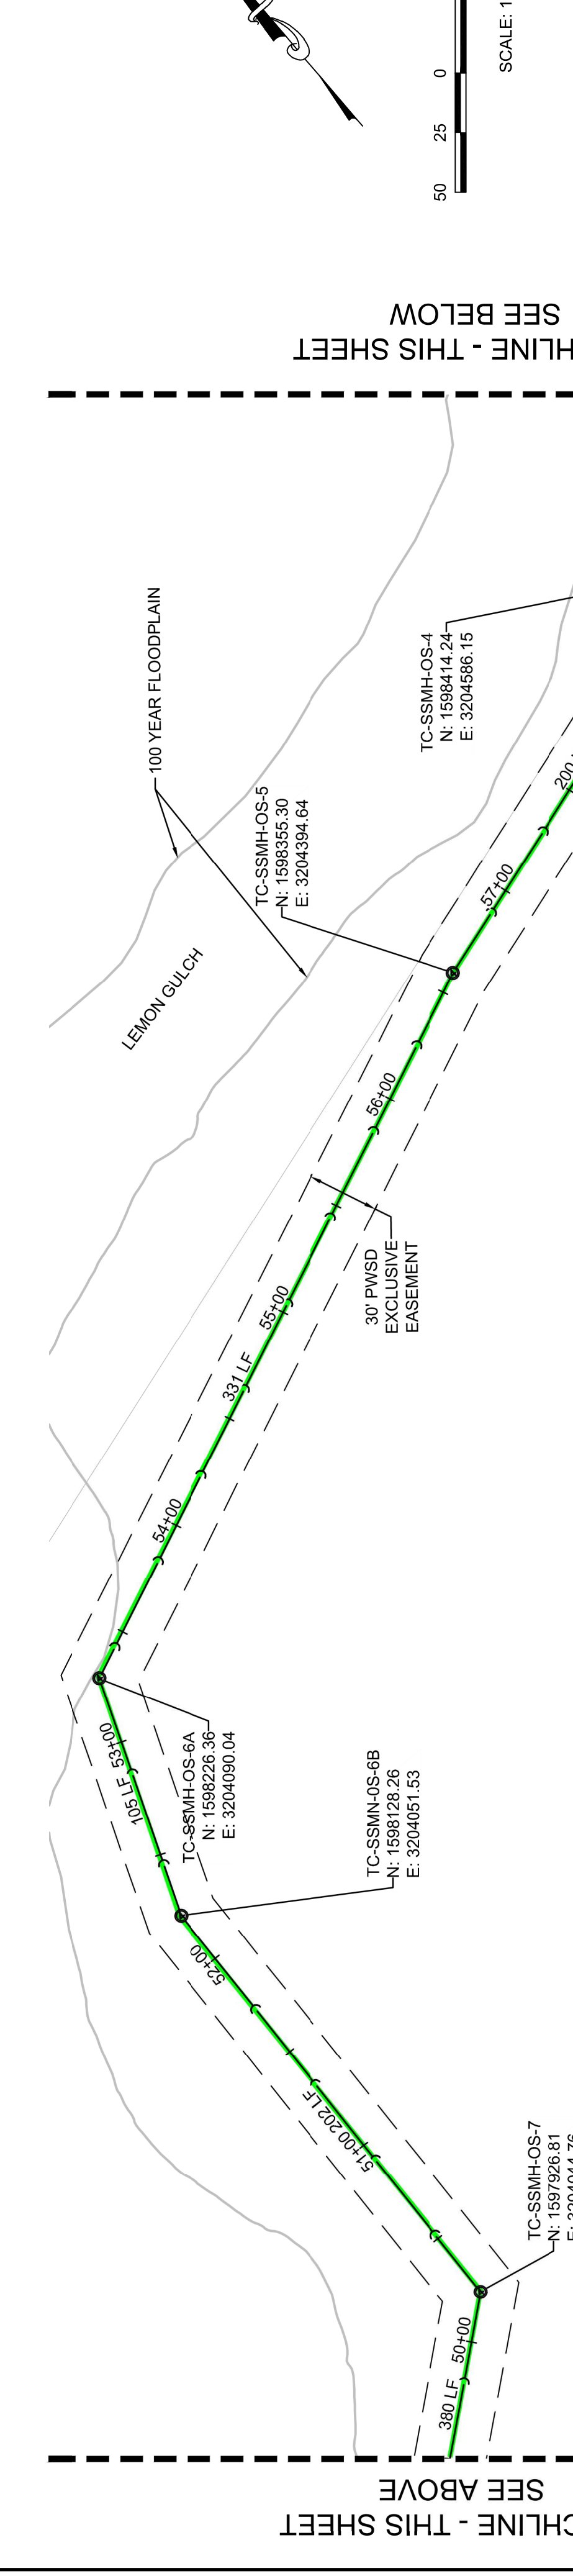 SCALE: 1
50
25
0
HLINE - THIS SHEET
SEE BELOW
100 YEAR FLOODPLAIN
TC-SSMH-OS-4
N: 1598414.24
E: 3204586.15
200
TC-SSMH-OS-5
N: 1598355.30
E: 3204394.64
57+00
LEMON GULCH
56+00
30' PWSD
EXCLUSIVE
EASEMENT
55+00
331 LF
54+00
53+00
105 LF
TC-SSMH-OS-6A
N: 1598226.36
E: 3204090.04
TC-SSMN-0S-6B
N: 1598128.26
E: 3204051.53
52+00
202 LF
51+00
TC-SSMH-OS-7
N: 1597926.81
50+00
380 LF
CHLINE - THIS SHEET
SEE ABOVE